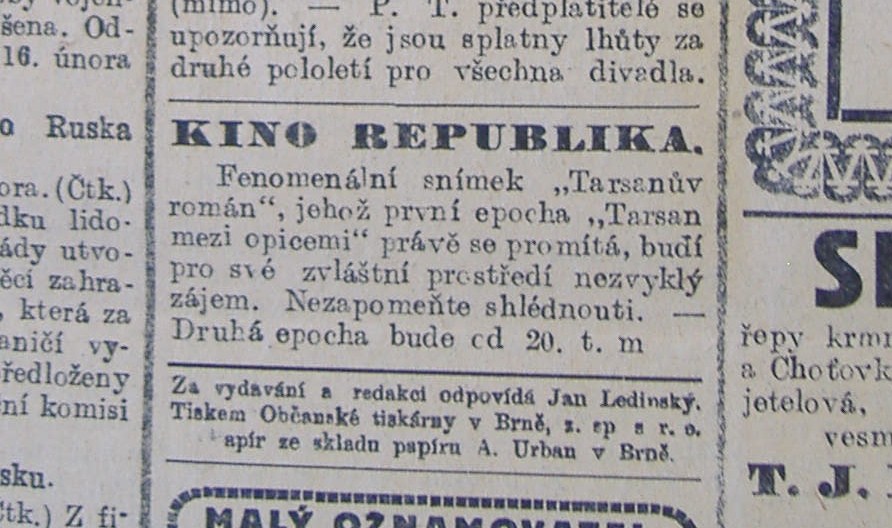 šena. Od-
16. února
Ruska
ora. (Čtk.)
dku lido-
ády utvo-
ěcí zahra-
která za
aničí vy-
ředloženy
ní komisi
sku.
Čtk.) Z fi-
(mimo). — P. T. předplatitelé se
upozorňují, že jsou splatny lhůty za
druhé pololetí pro všechna divadla.
KINO REPUBLIKA.
Fenomenální snímek „Tarsanův
román“, jehož první epocha „Tarsan
mezi opicemi“ právě se promítá, budí
pro své zvláštní prostředí nezvyklý
zájem. Nezapomeňte shlédnouti. —
Druhá epocha bude cd 20. t. m
Za vydavání a redakci odpovídá Jan Ledinský.
Tiskem Občanské tiskárny v Brně, z. sp s r. o.
apír ze skladu papíru A. Urban v Brně.
MALÝ OZNAMOVATEL
řepy krmn
a Choťovk
jetelová,
vesm
T. J.